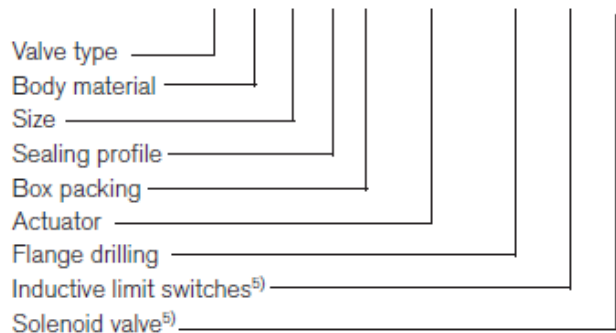 Valve type
Body material
Size
Sealing profile
Box packing
Actuator
Flange drilling
Inductive limit switches⁵⁾
Solenoid valve⁵⁾